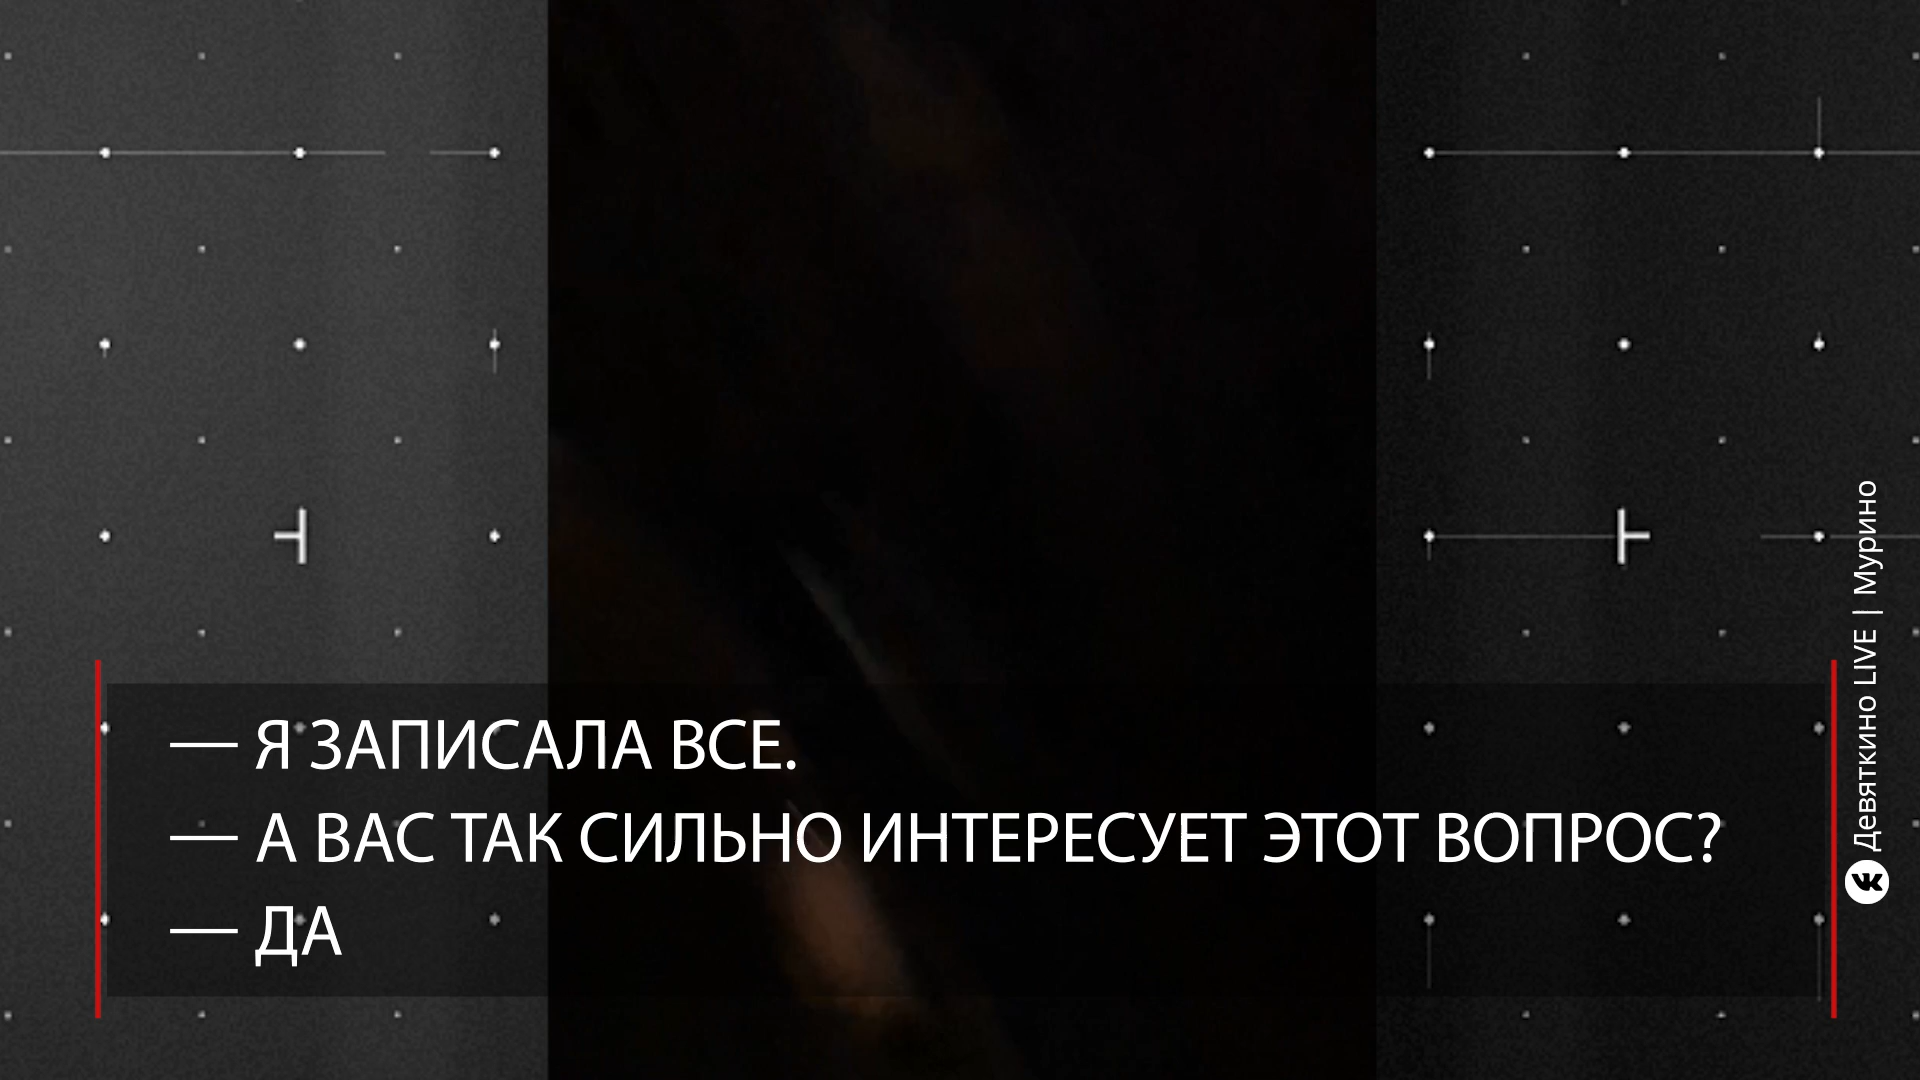 — Я ЗАПИСАЛА ВСЕ.
— А ВАС ТАК СИЛЬНО ИНТЕРЕСУЕТ ЭТОТ ВОПРОС?
— ДА
Девяткино LIVE | Мурино